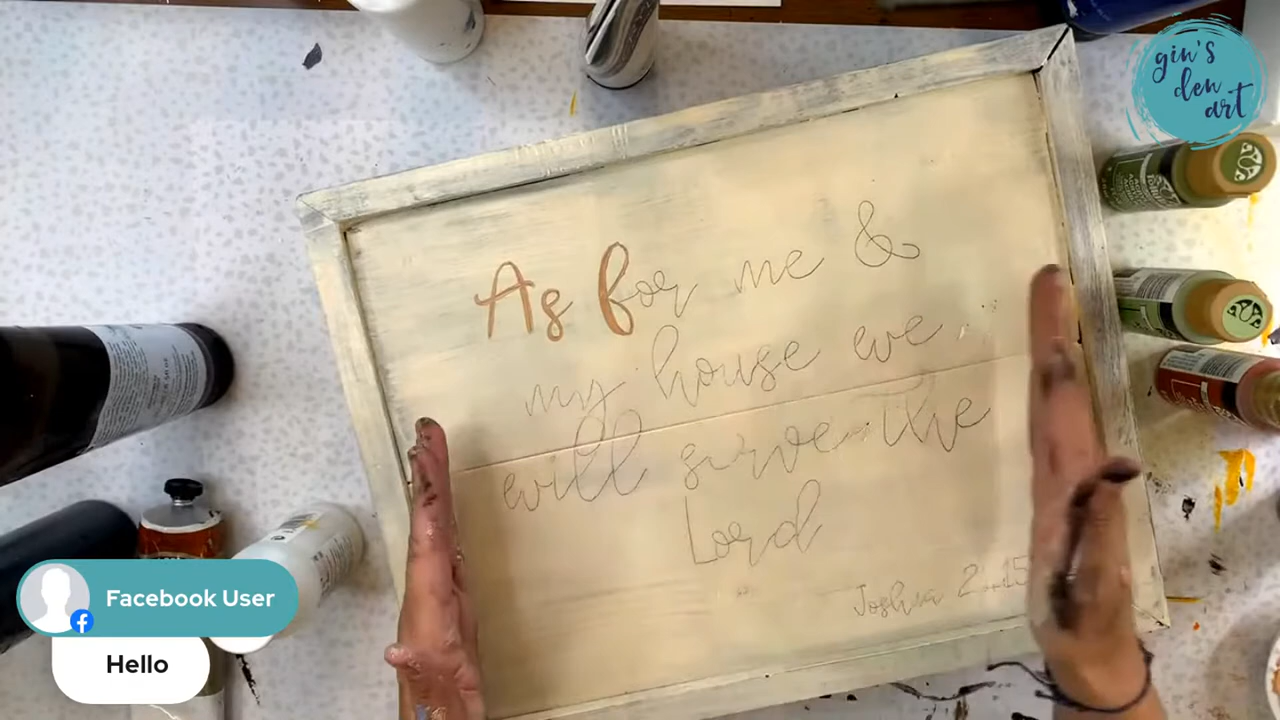 gin's
den
art
As for me &
my house we
will serve the
Lord
Joshua 24:15
Facebook User
Hello